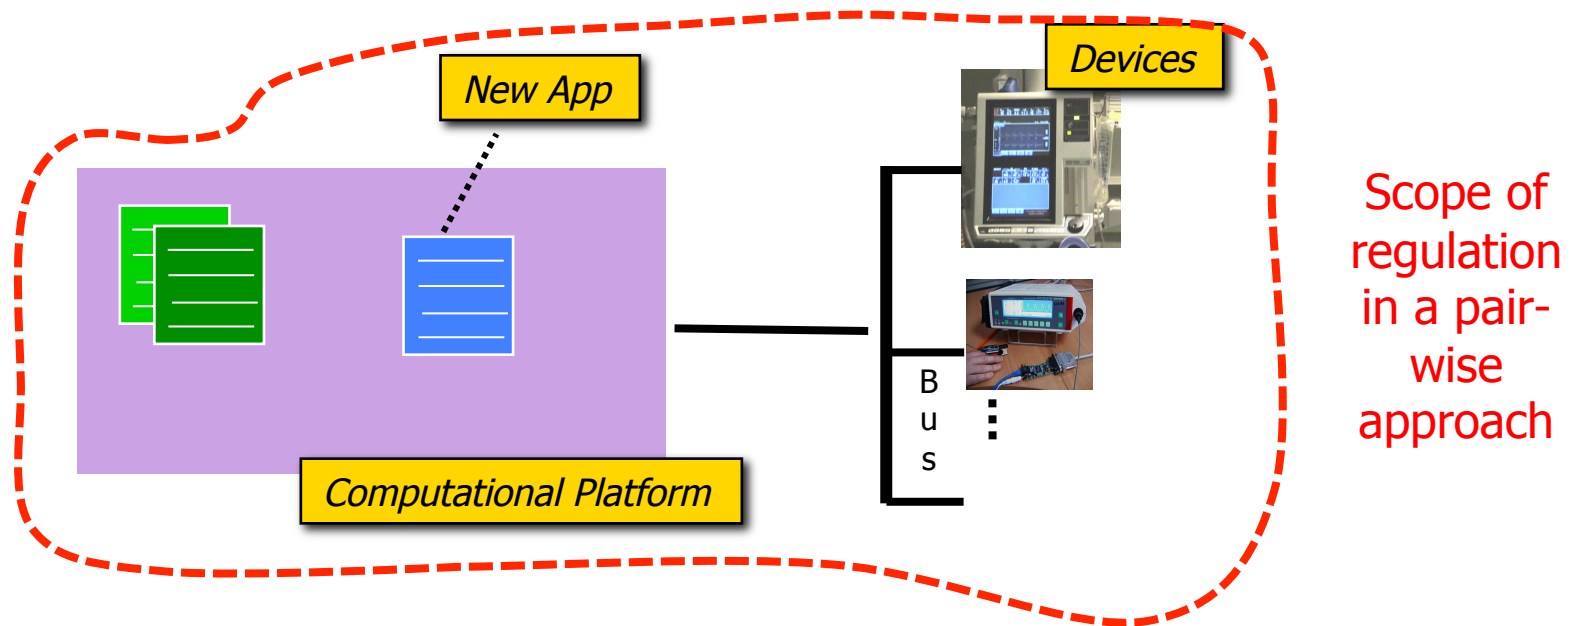 New App
Devices
Scope of
regulation
in a pair-
wise
approach
B
u
s
Computational Platform